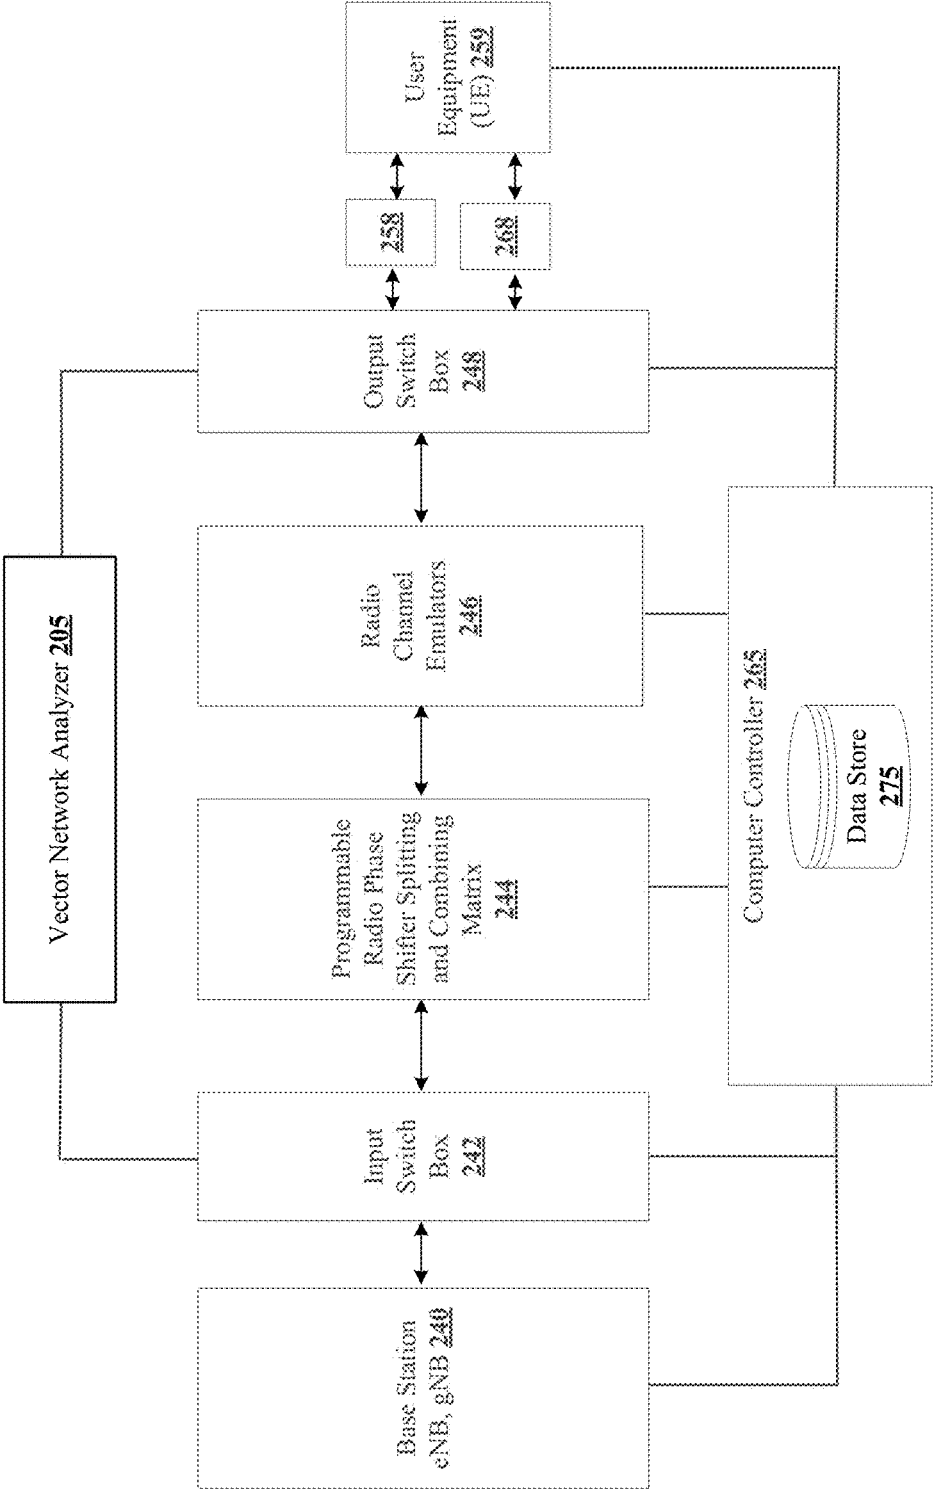 Vector Network Analyzer 205
Base Station
eNB, gNB 240
Input
Switch
Box
242
Programmable
Radio Phase
Shifter Splitting
and Combining
Matrix
244
Radio
Channel
Emulators
246
Output
Switch
Box
248
258
268
User
Equipment
(UE) 259
Computer Controller 265
Data Store
275